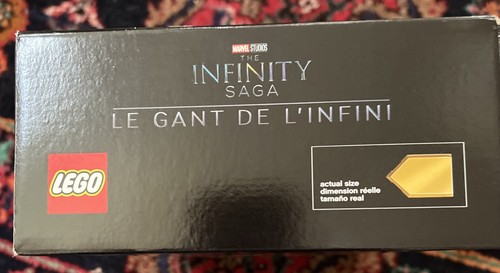 MARVEL STUDIOS
THE
INFINITY
SAGA
LE GANT DE L'INFINI
LEGO
actual size
dimension réelle
tamaño real